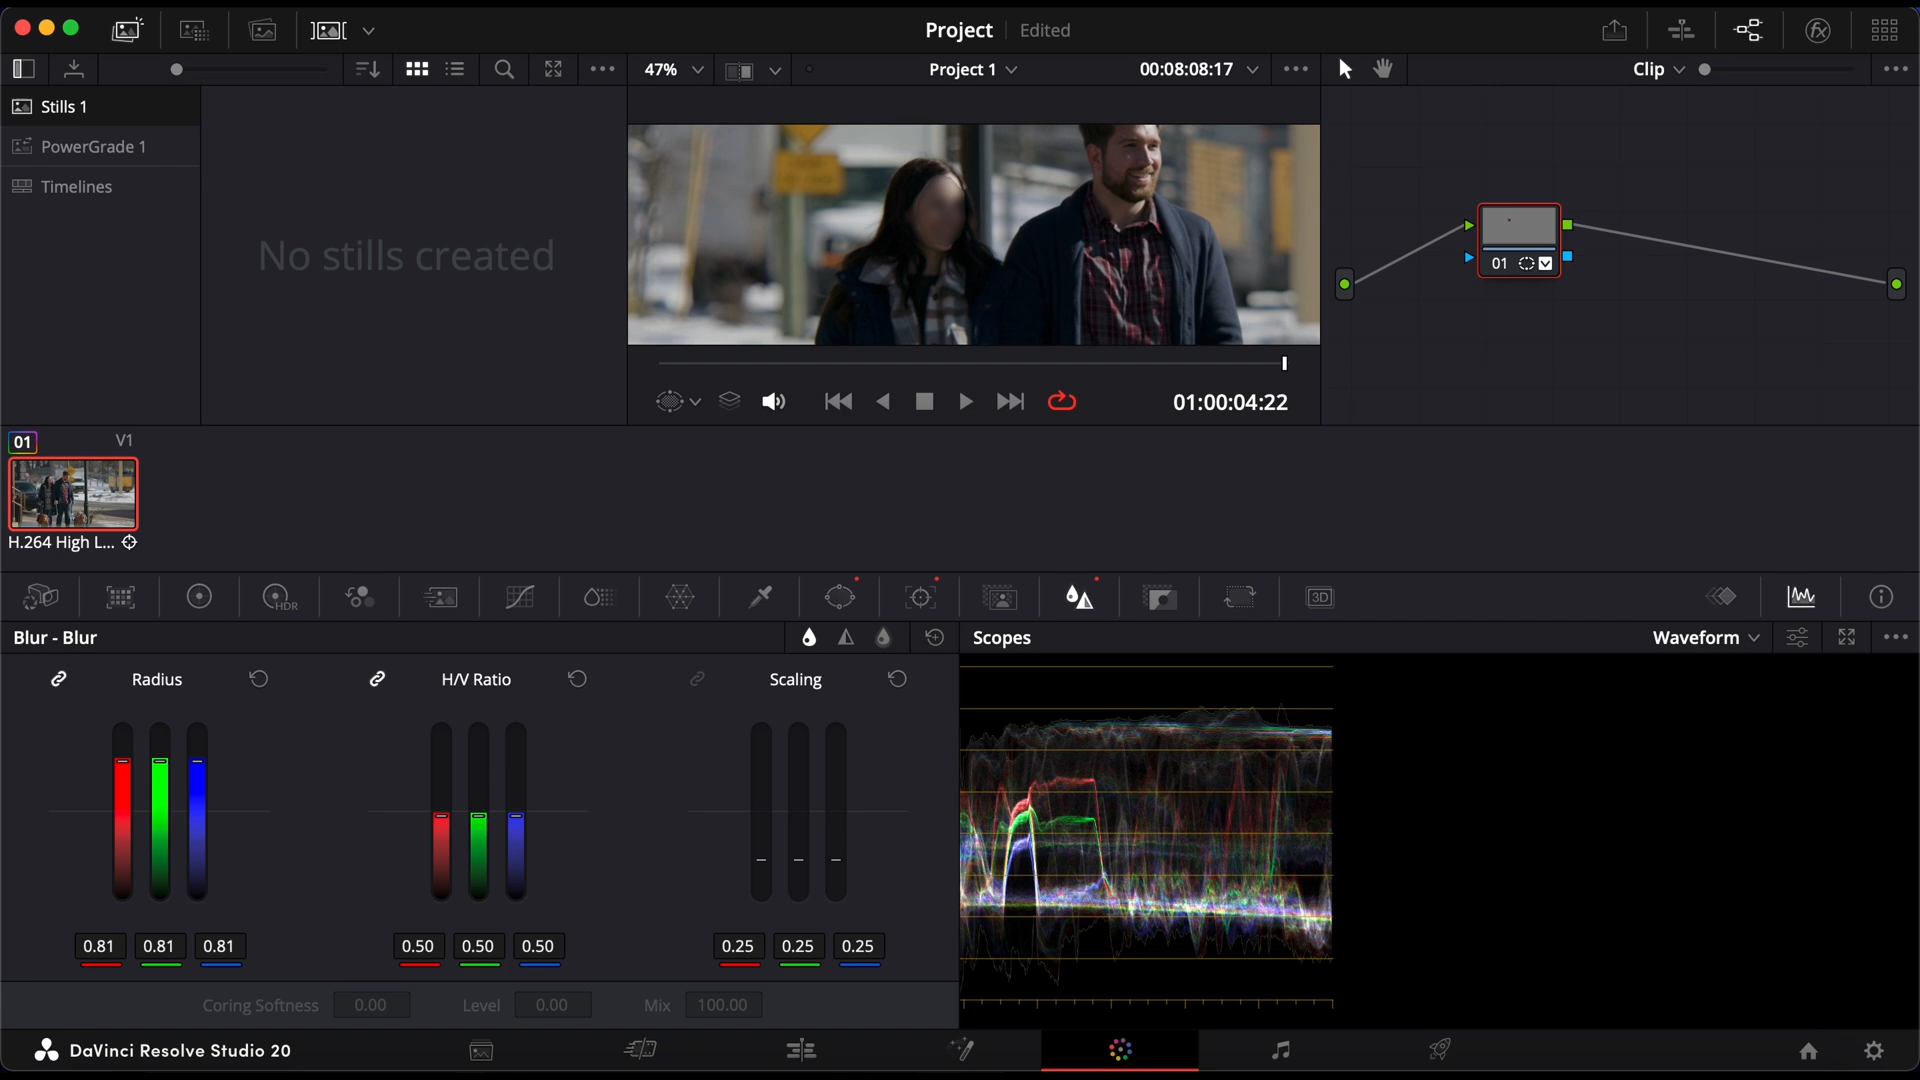 Project
Edited
47%
Project 1
00:08:08:17
Clip
Stills 1
PowerGrade 1
Timelines
No stills created
01
01:00:04:22
01
V1
H.264 High L...
HDR
3D
Blur - Blur
Scopes
Waveform
Radius
H/V Ratio
Scaling
0.81 0.81 0.81
0.50 0.50 0.50
0.25 0.25 0.25
Coring Softness 0.00
Level 0.00
Mix 100.00
DaVinci Resolve Studio 20